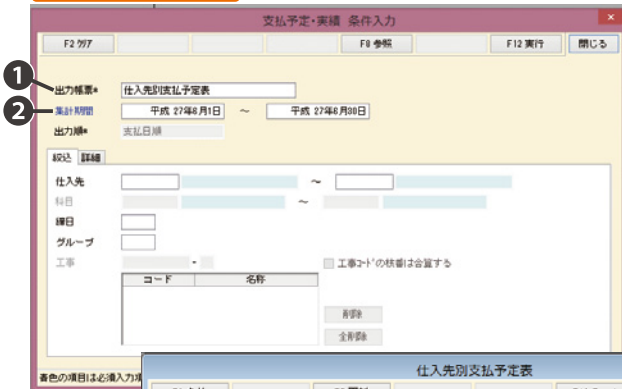 支払予定・実績 条件入力
F2 クリア F8 参照 F12 実行 閉じる
❶ 出力帳票* 仕入先別支払予定表
❷ 集計期間 平成 27年6月1日 ～ 平成 27年6月30日
出力順* 支払日順
絞込 詳細
仕入先 ～
科目 ～
締日
グループ
工事 - 工事コードの枝番は合算する
コード 名称
削除
全削除
青色の項目は必須入力項
仕入先別支払予定表